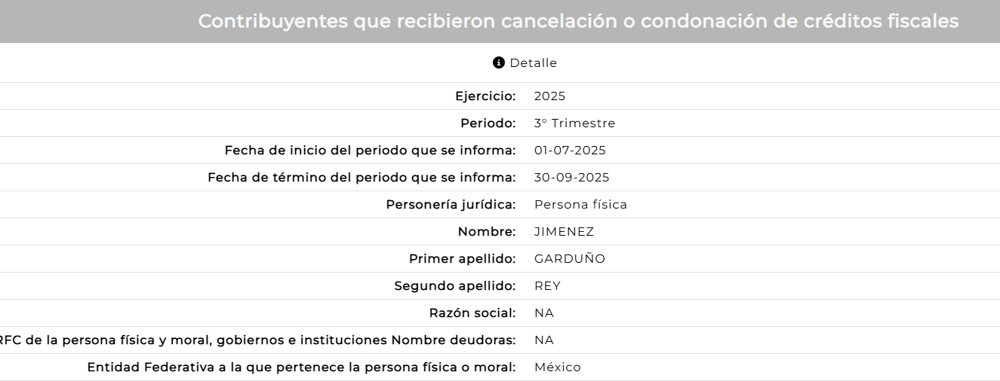 Contribuyentes que recibieron cancelación o condonación de créditos fiscales
Detalle
Ejercicio: 2025
Periodo: 3° Trimestre
Fecha de inicio del periodo que se informa: 01-07-2025
Fecha de término del periodo que se informa: 30-09-2025
Personería jurídica: Persona física
Nombre: JIMENEZ
Primer apellido: GARDUÑO
Segundo apellido: REY
Razón social: NA
RFC de la persona física y moral, gobiernos e instituciones Nombre deudoras: NA
Entidad Federativa a la que pertenece la persona física o moral: México